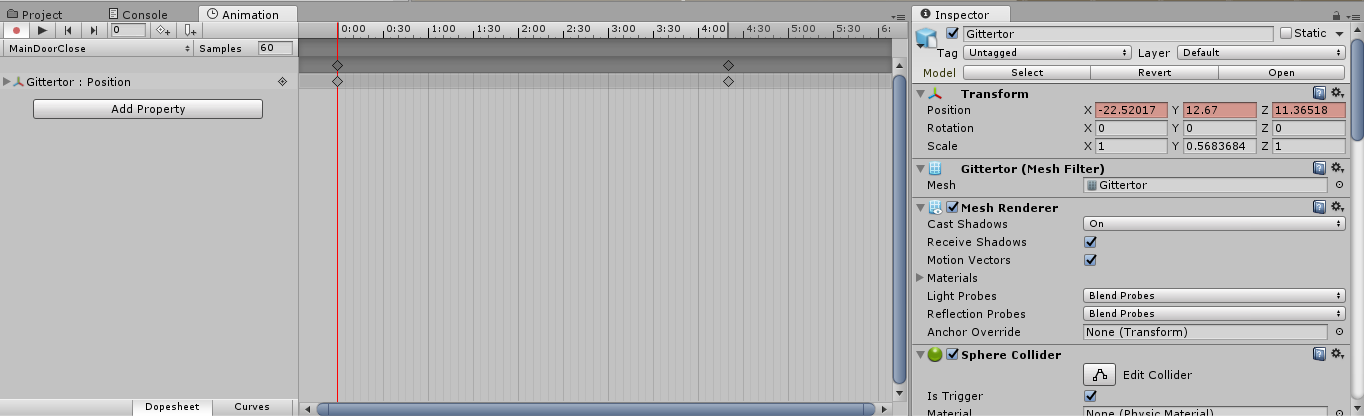 Project
Console
Animation
0
MainDoorClose
Samples
60
0:00 0:30 1:00 1:30 2:00 2:30 3:00 3:30 4:00 4:30 5:00 5:30 6:
Gittertor : Position
Add Property
Dopesheet
Curves
Inspector
Gittertor
Static
Tag Untagged Layer Default
Model Select Revert Open
Transform
Position X -22.52017 Y 12.67 Z 11.36518
Rotation X 0 Y 0 Z 0
Scale X 1 Y 0.5683684 Z 1
Gittertor (Mesh Filter)
Mesh Gittertor
Mesh Renderer
Cast Shadows On
Receive Shadows
Motion Vectors
Materials
Light Probes Blend Probes
Reflection Probes Blend Probes
Anchor Override None (Transform)
Sphere Collider
Edit Collider
Is Trigger
Material None (Physic Material)